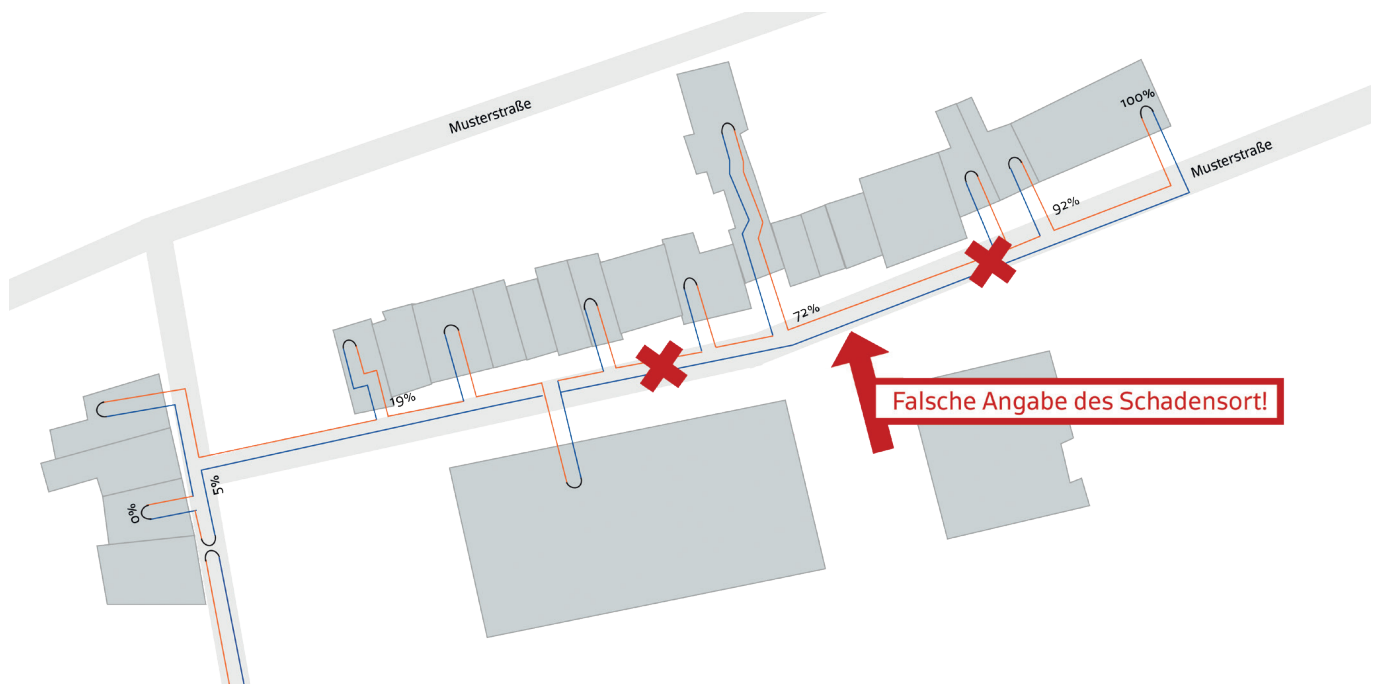 Musterstraße
100%
Musterstraße
92%
72%
Falsche Angabe des Schadensort!
19%
5%
0%